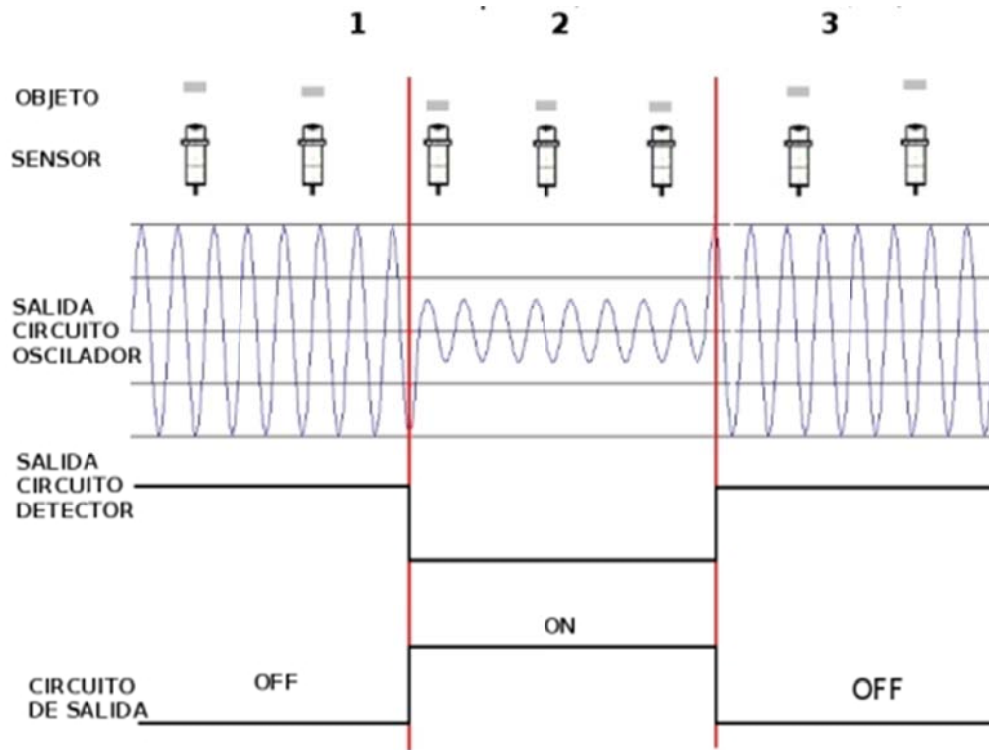 1 2 3
OBJETO
SENSOR
SALIDA
CIRCUITO
OSCILADOR
SALIDA
CIRCUITO
DETECTOR
ON
OFF
OFF
CIRCUITO
DE SALIDA